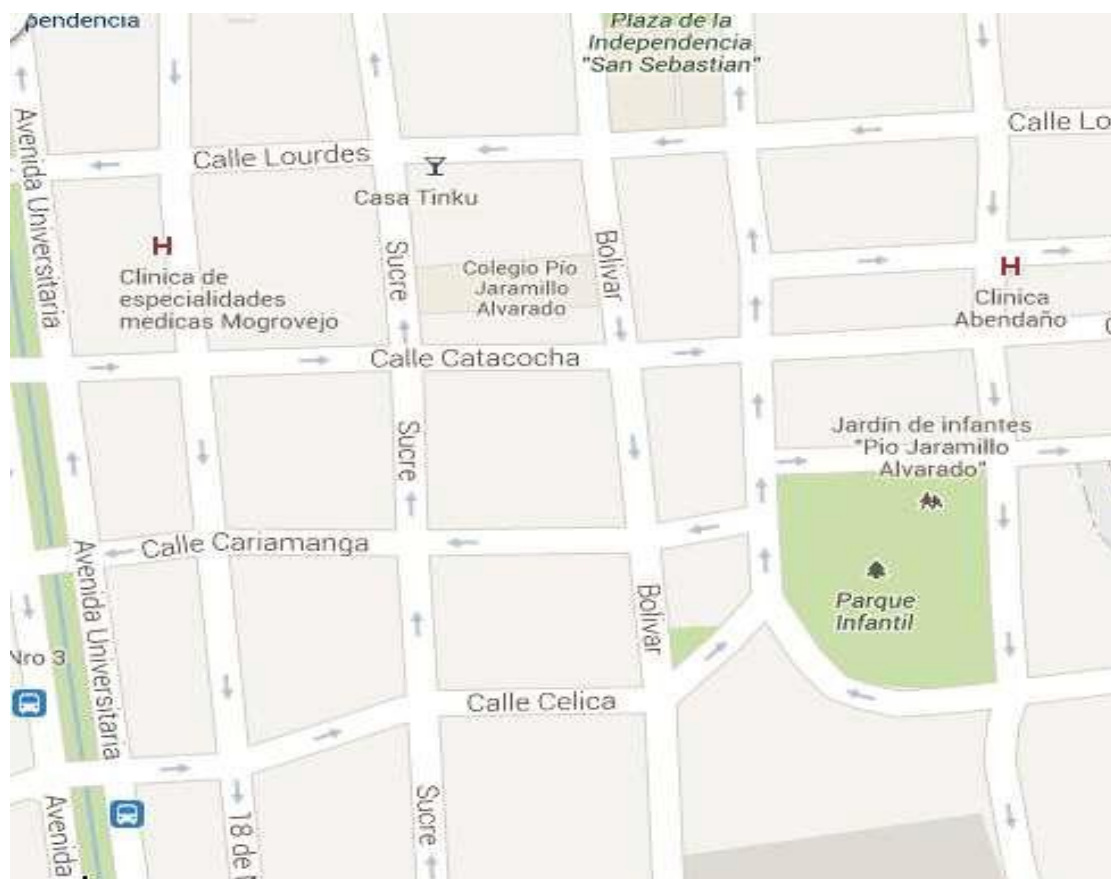 pendencia
Plaza de la
Independencia
"San Sebastian"
Calle Lo
Avenida Universitaria
Calle Lourdes
Casa Tinku
H
Clinica de
especialidades
medicas Mogrovejo
Sucre
Colegio Pío
Jaramillo
Alvarado
Bolivar
H
Clinica
Abendaño
Calle Catacocha
Sucre
Jardín de infantes
"Pio Jaramillo
Alvarado"
Calle Cariamanga
Avenida Universitaria
Parque
Infantil
Bolivar
Nro 3
Calle Celica
Avenida
18 de
Sucre